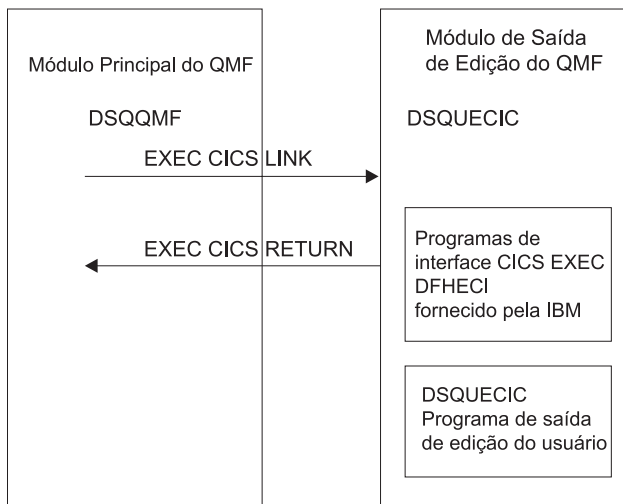 Módulo Principal do QMF
DSQQMF
Módulo de Saída
de Edição do QMF
DSQUECIC
EXEC CICS LINK
EXEC CICS RETURN
Programas de
interface CICS EXEC
DFHECI
fornecido pela IBM
DSQUECIC
Programa de saída
de edição do usuário